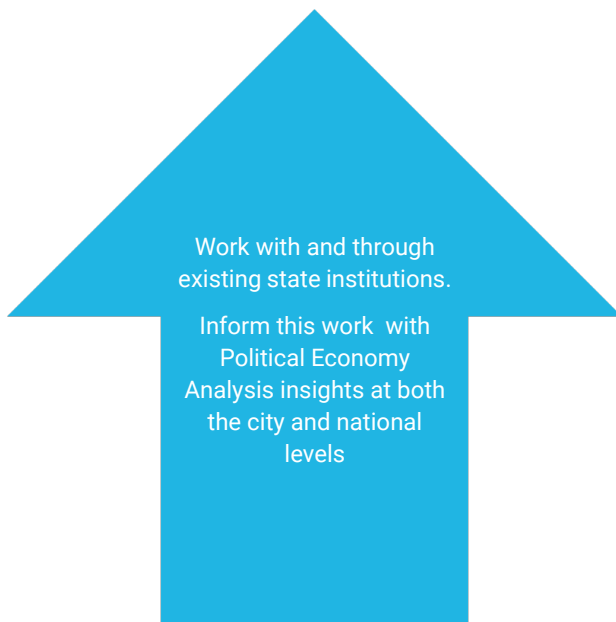 Work with and through
existing state institutions.
Inform this work  with
Political Economy
Analysis insights at both
the city and national
levels